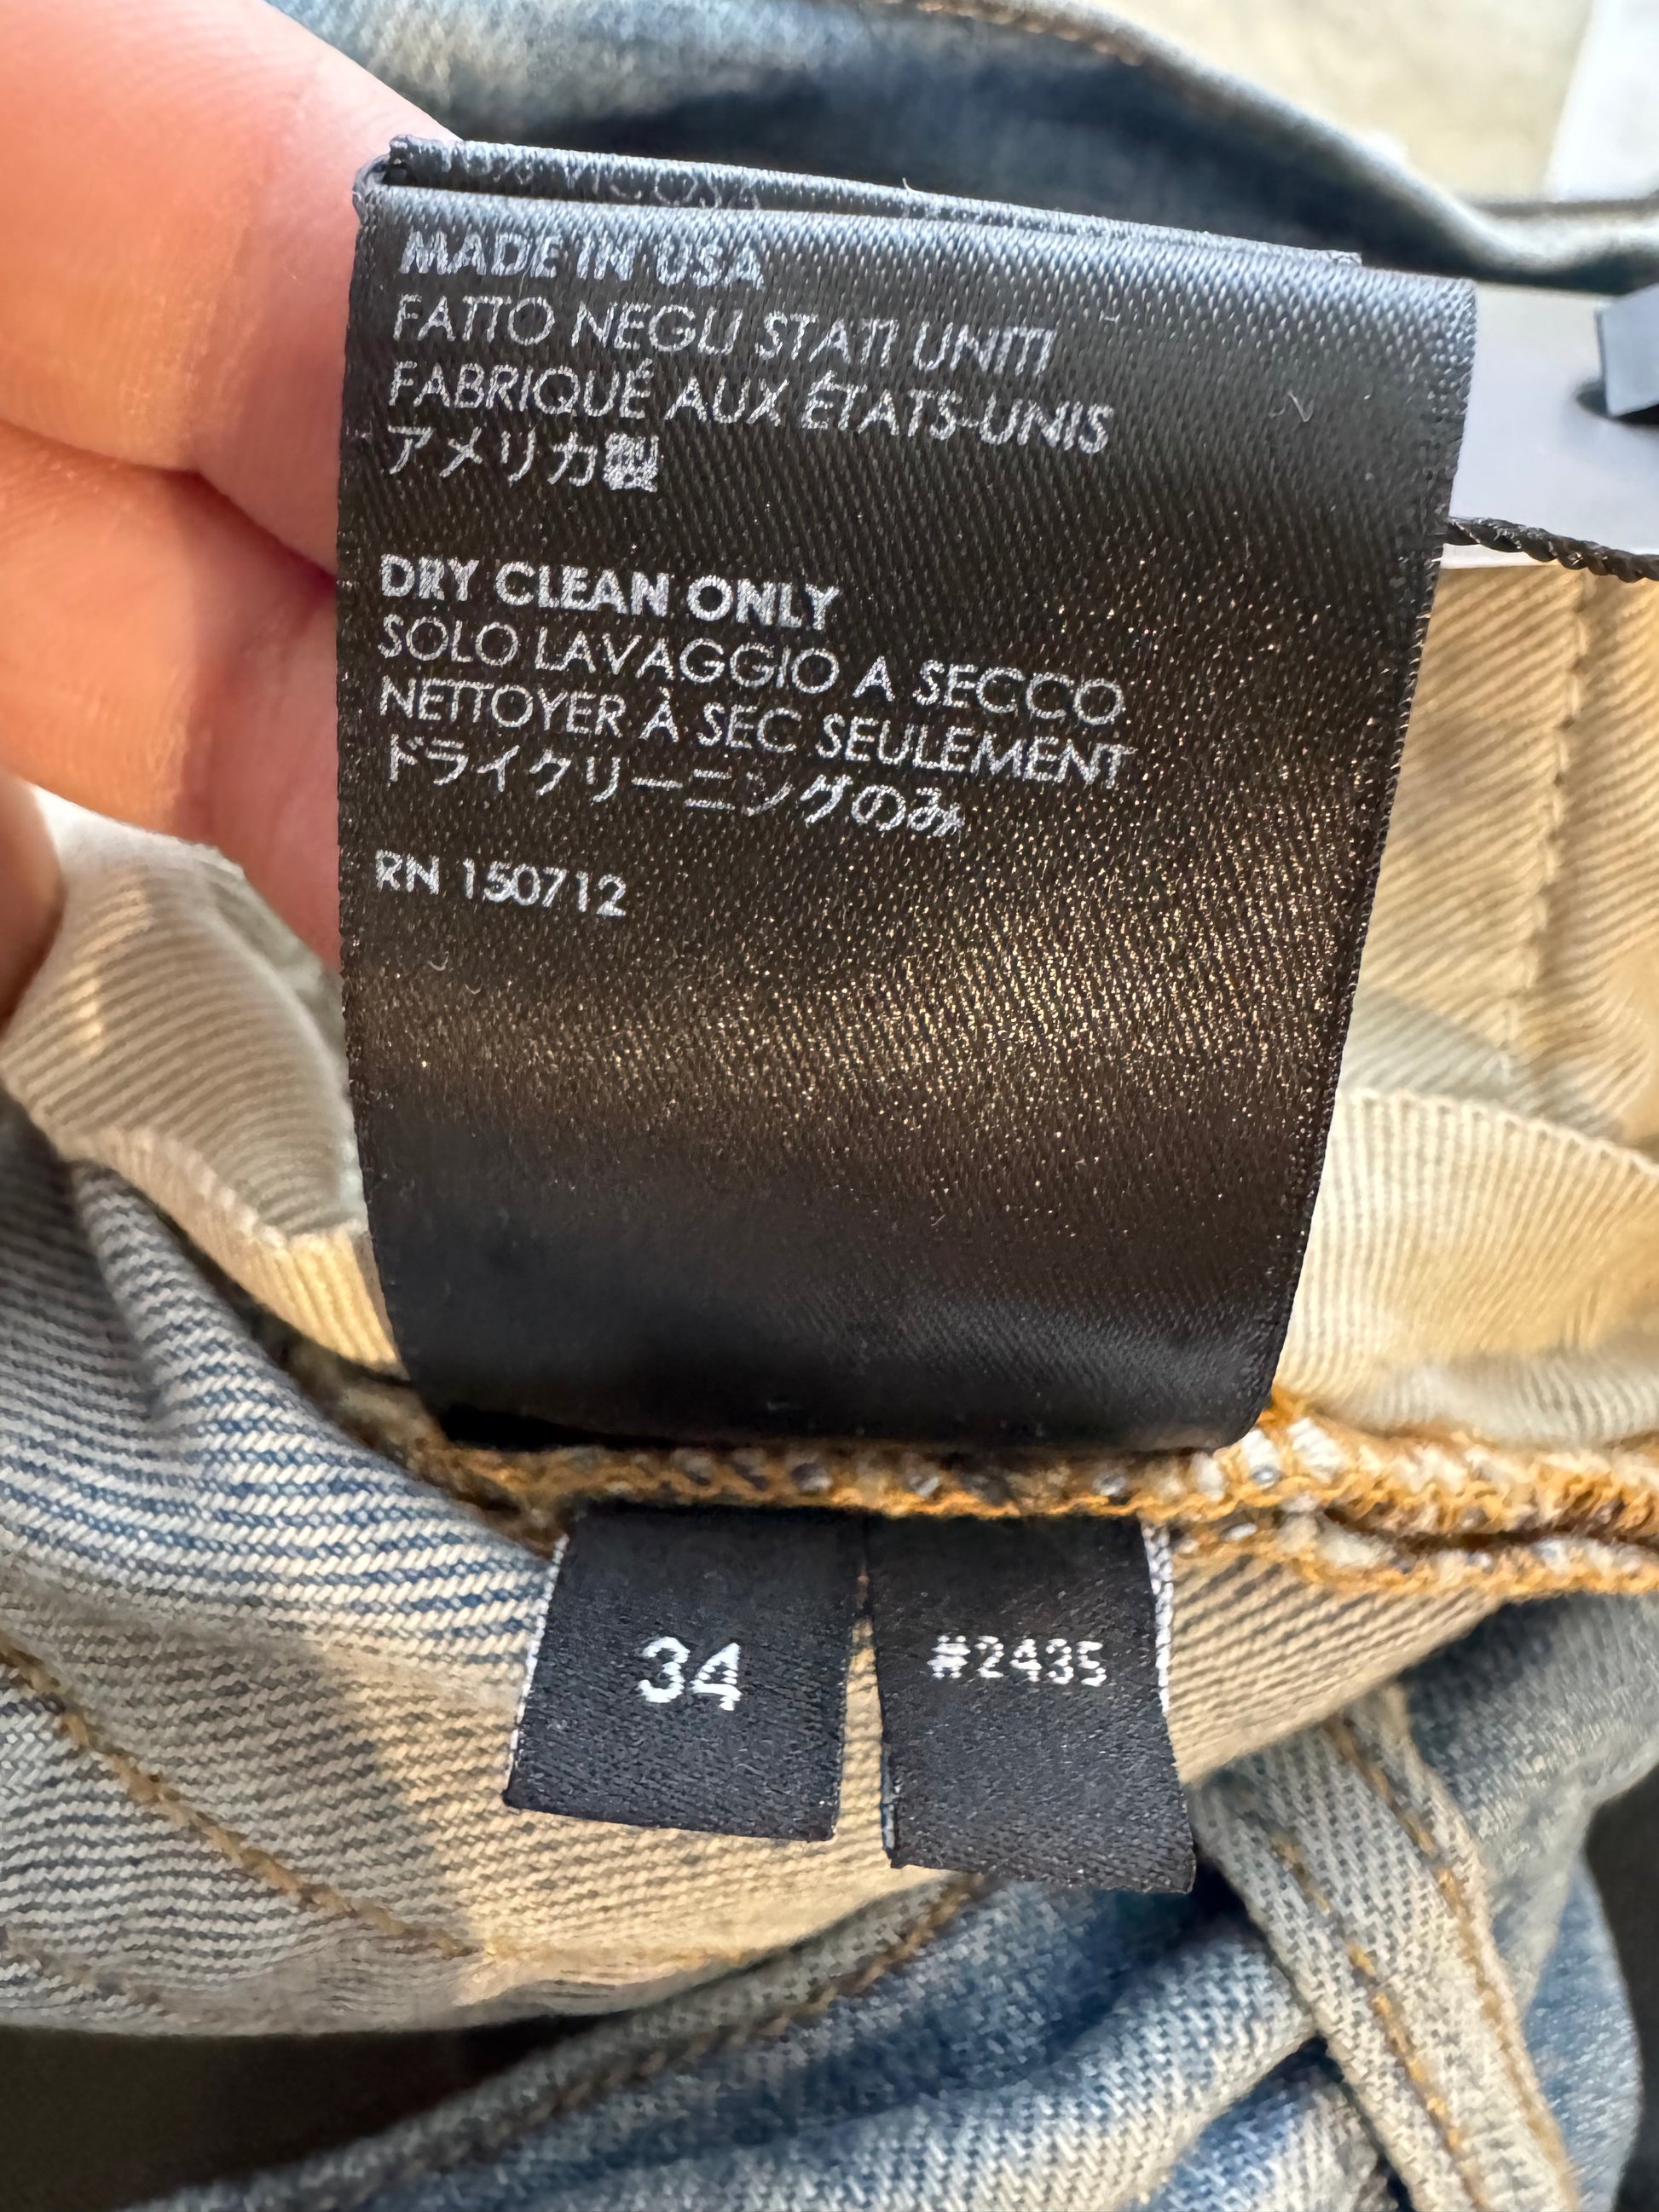 MADE IN USA
FATTO NEGLI STATI UNITI
FABRIQUÉ AUX ÉTATS-UNIS
アメリカ製
DRY CLEAN ONLY
SOLO LAVAGGIO A SECCO
NETTOYER À SEC SEULEMENT
ドライクリーニングのみ
RN 150712
34
#2435